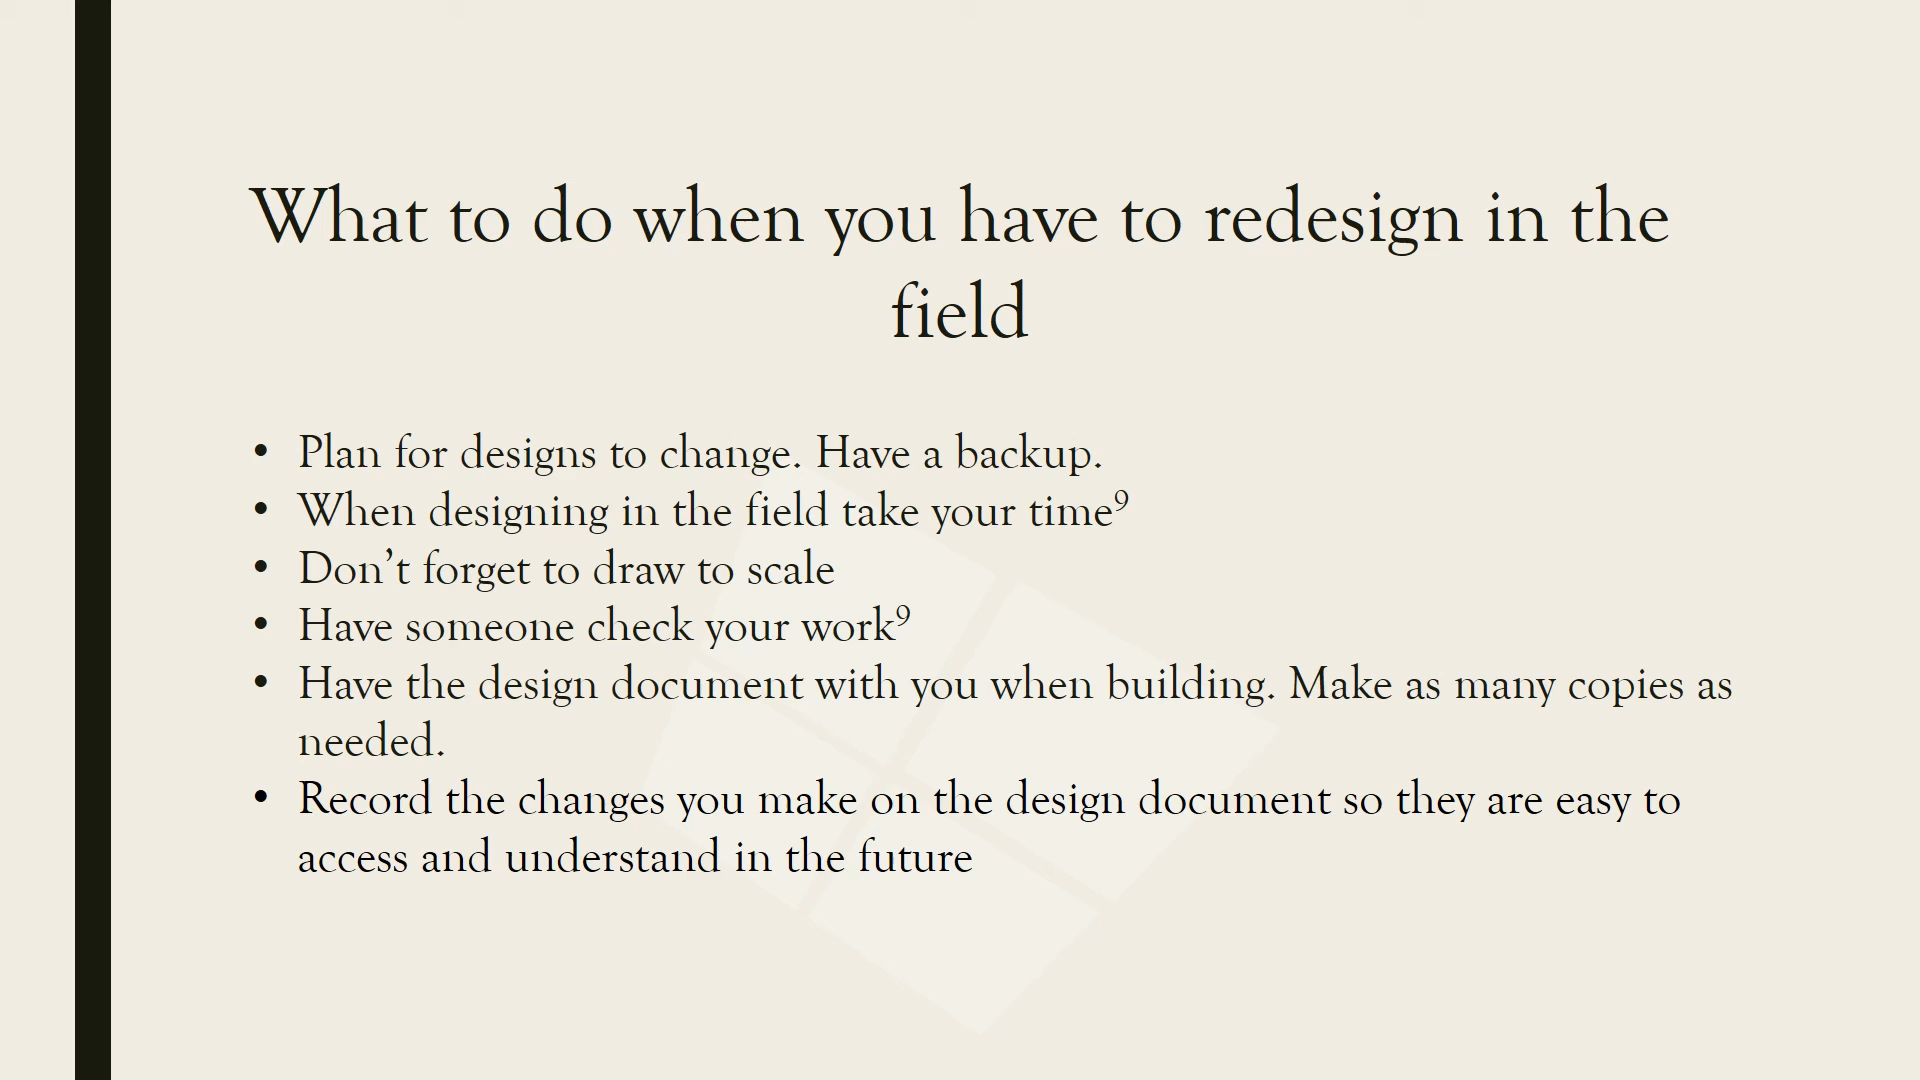 What to do when you have to redesign in the
field
• Plan for designs to change. Have a backup.
• When designing in the field take your time⁹
• Don’t forget to draw to scale
• Have someone check your work⁹
• Have the design document with you when building. Make as many copies as
needed.
• Record the changes you make on the design document so they are easy to
access and understand in the future